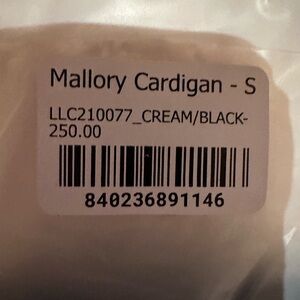 Mallory Cardigan - S
LLC210077_CREAM/BLACK-
250.00
840236891146